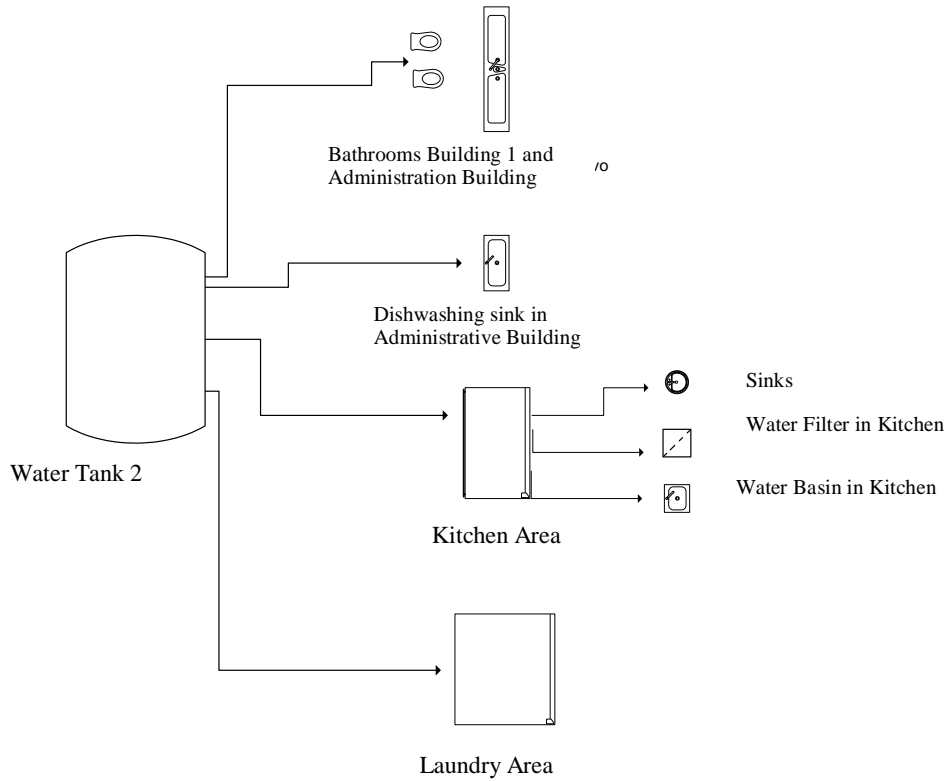 Bathrooms Building 1 and
Administration Building
vo
Dishwashing sink in
Administrative Building
Sinks
Water Filter in Kitchen
Water Tank 2
Water Basin in Kitchen
Kitchen Area
Laundry Area